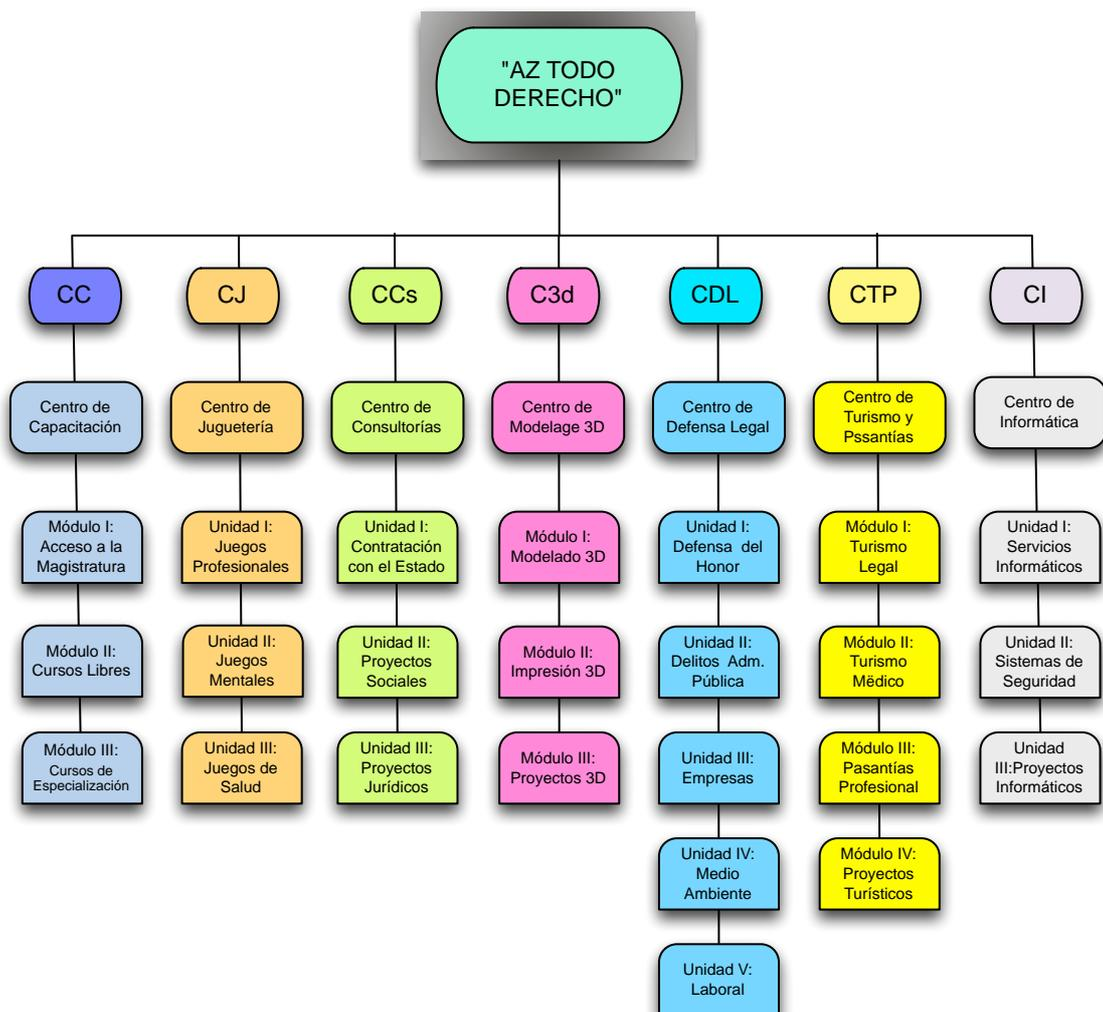 "AZ TODO
DERECHO"
CC
CJ
CCs
C3d
CDL
CTP
CI
Centro de
Capacitación
Centro de
Juguetería
Centro de
Consultorías
Centro de
Modelage 3D
Centro de
Defensa Legal
Centro de
Turismo y
Pssantías
Centro de
Informática
Módulo I:
Acceso a la
Magistratura
Unidad I:
Juegos
Profesionales
Unidad I:
Contratación
con el Estado
Módulo I:
Modelado 3D
Unidad I:
Defensa del
Honor
Módulo I:
Turismo
Legal
Unidad I:
Servicios
Informáticos
Módulo II:
Cursos Libres
Unidad II:
Juegos
Mentales
Unidad II:
Proyectos
Sociales
Módulo II:
Impresión 3D
Unidad II:
Delitos Adm.
Pública
Módulo II:
Turismo
Mëdico
Unidad II:
Sistemas de
Seguridad
Módulo III:
Cursos de
Especialización
Unidad III:
Juegos de
Salud
Unidad III:
Proyectos
Jurídicos
Módulo III:
Proyectos 3D
Unidad III:
Empresas
Módulo III:
Pasantías
Profesional
Unidad
III:Proyectos
Informáticos
Unidad IV:
Medio
Ambiente
Módulo IV:
Proyectos
Turísticos
Unidad V:
Laboral